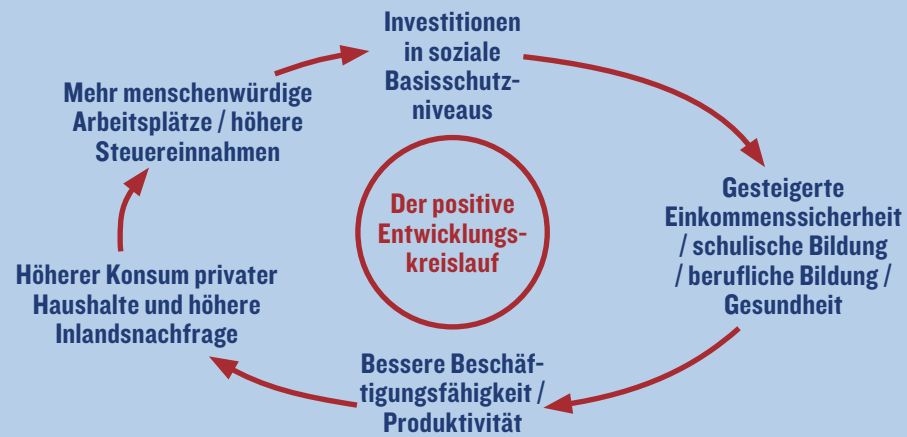 Investitionen
in soziale
Basisschutz-
niveaus
Gesteigerte
Einkommenssicherheit
/ schulische Bildung
/ berufliche Bildung /
Gesundheit
Bessere Beschäf-
tigungsfähigkeit /
Produktivität
Höherer Konsum privater
Haushalte und höhere
Inlandsnachfrage
Mehr menschenwürdige
Arbeitsplätze / höhere
Steuereinnahmen
Der positive
Entwicklungs-
kreislauf